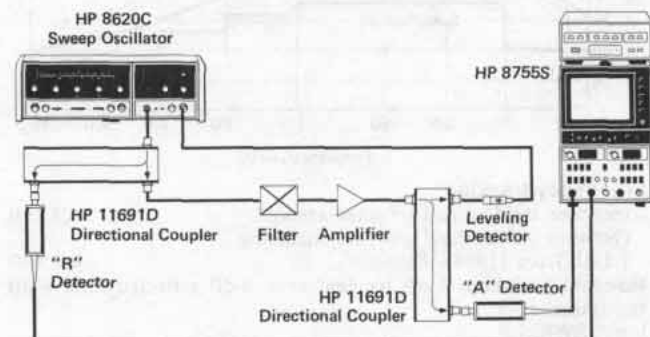 HP 8620C
Sweep Oscillator
HP 8755S
HP 11691D
Directional Coupler
Filter
Amplifier
Leveling
Detector
"R"
Detector
HP 11691D
Directional Coupler
"A" Detector